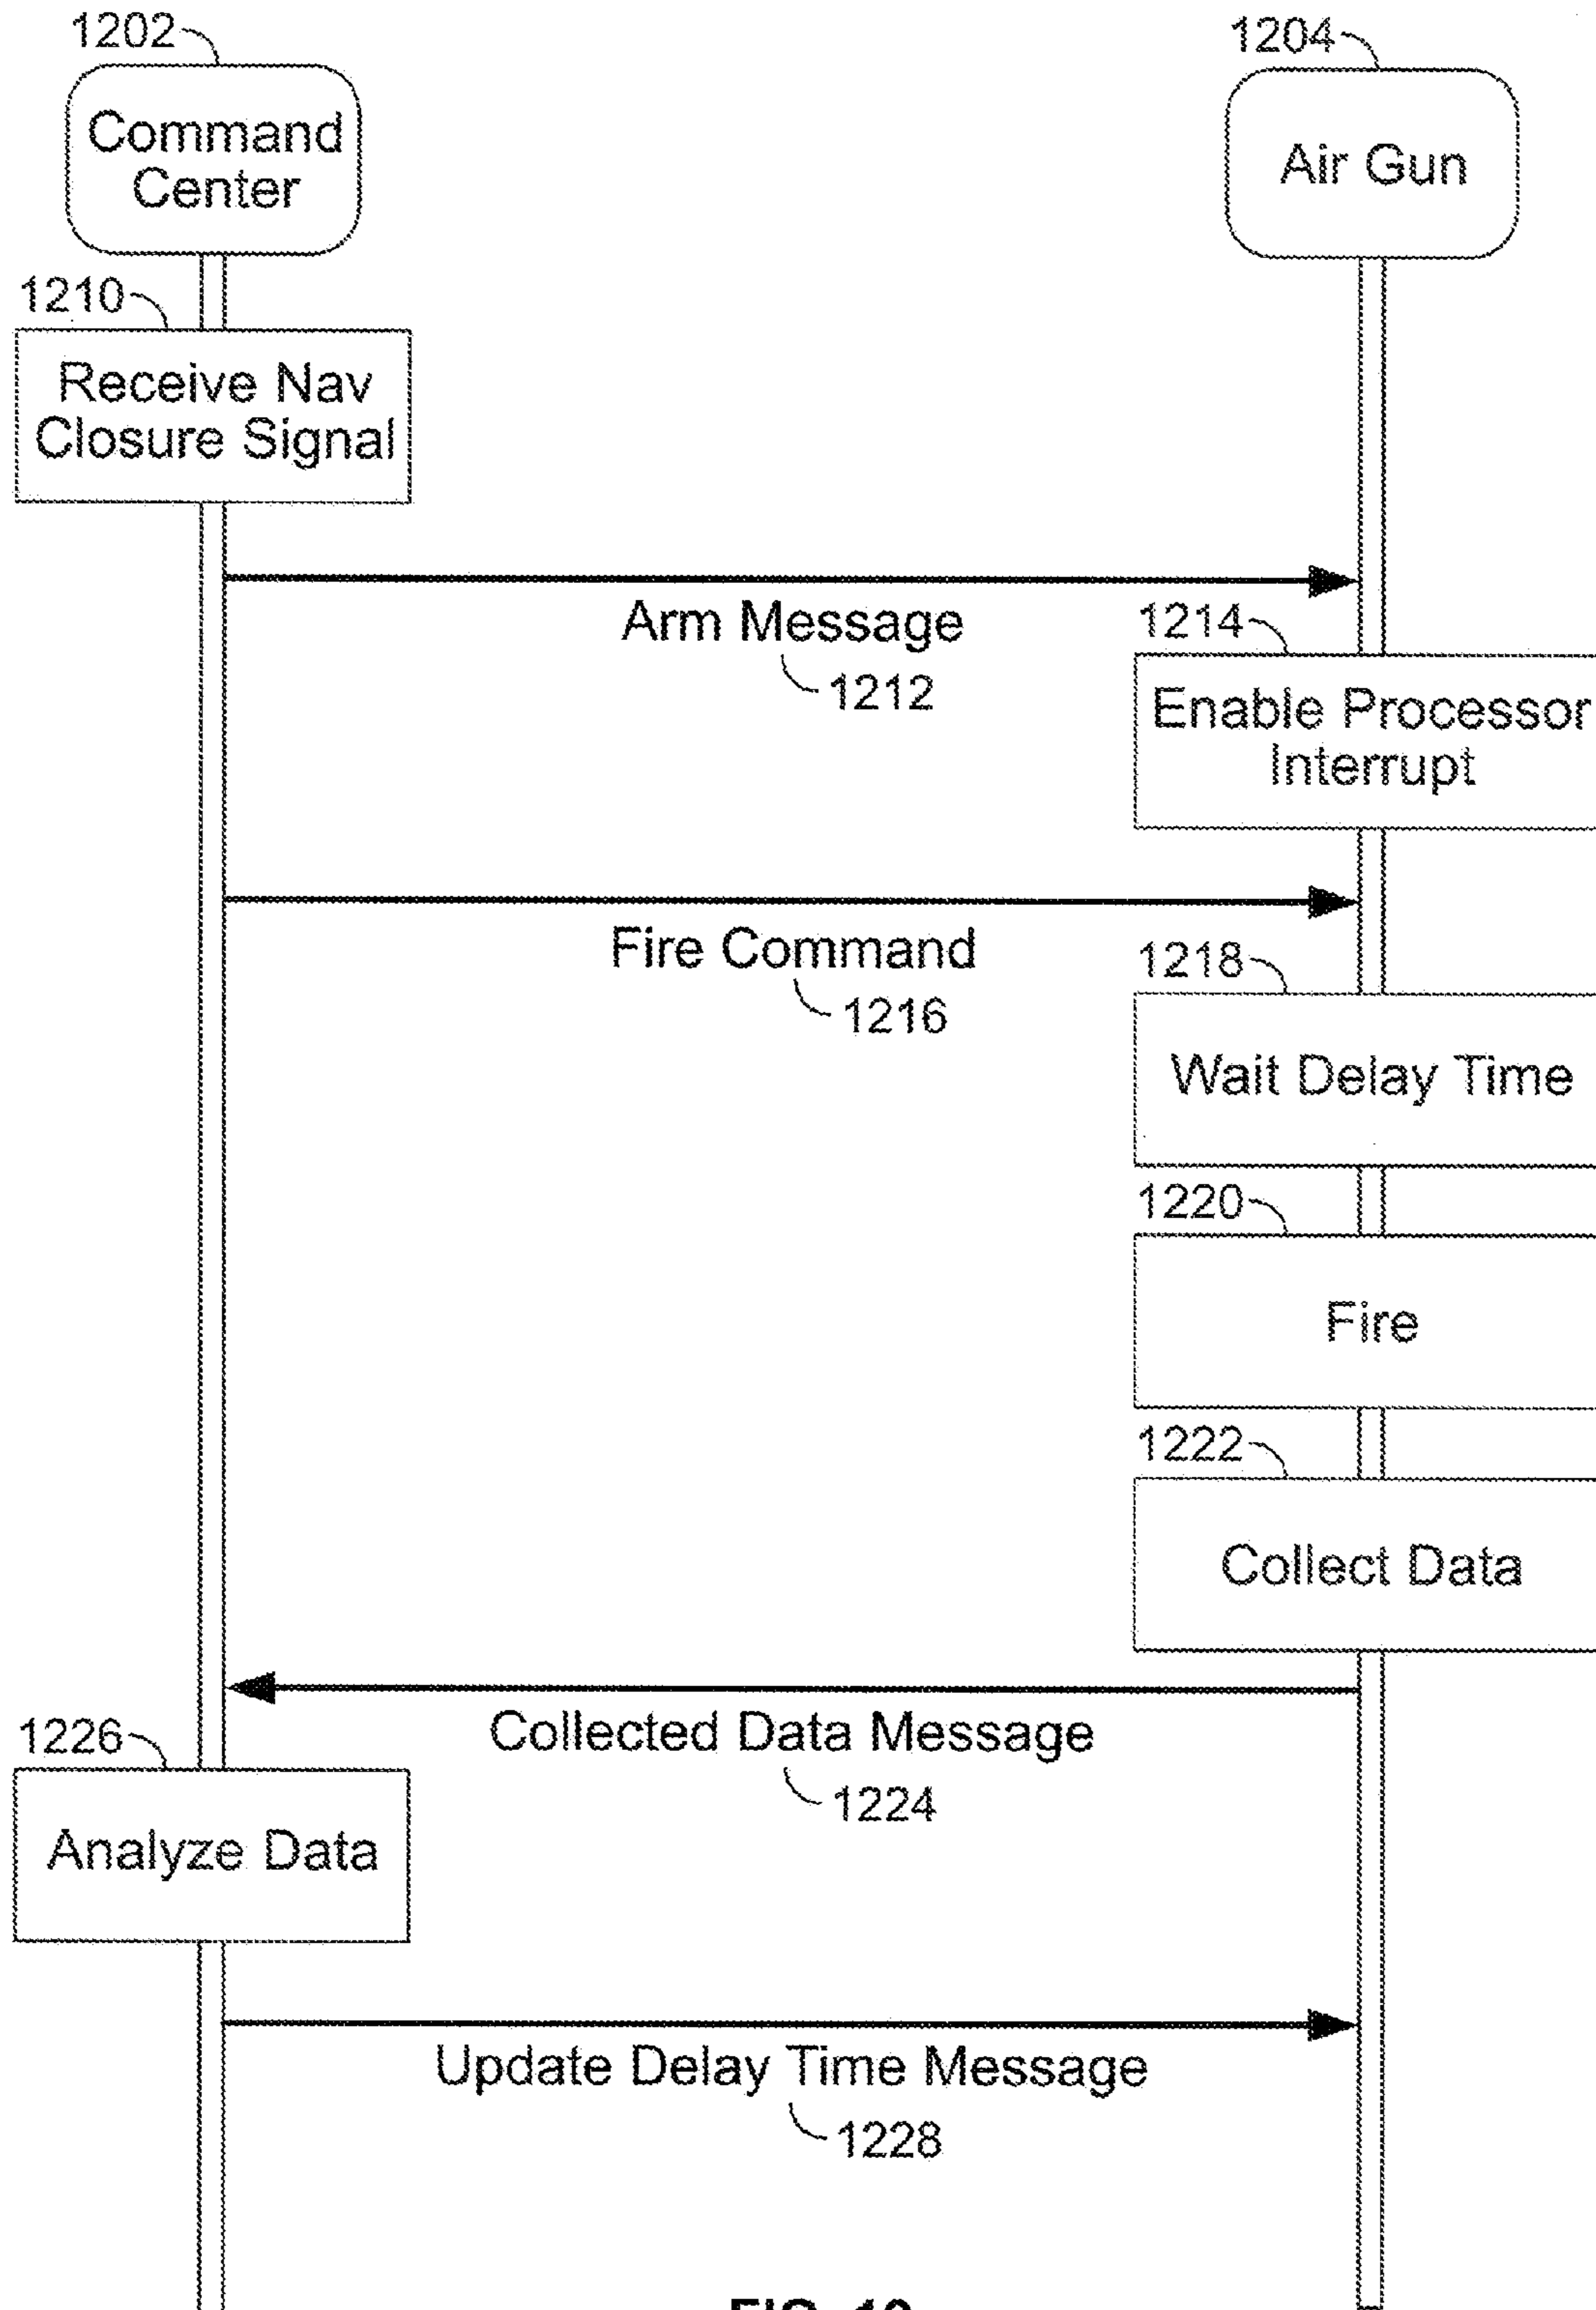 1202
Command
Center
1204
Air Gun
1210
Receive Nav
Closure Signal
Arm Message
1212
1214
Enable Processor
Interrupt
Fire Command
1216
1218
Wait Delay Time
1220
Fire
1222
Collect Data
Collected Data Message
1224
1226
Analyze Data
Update Delay Time Message
1228
FIG.